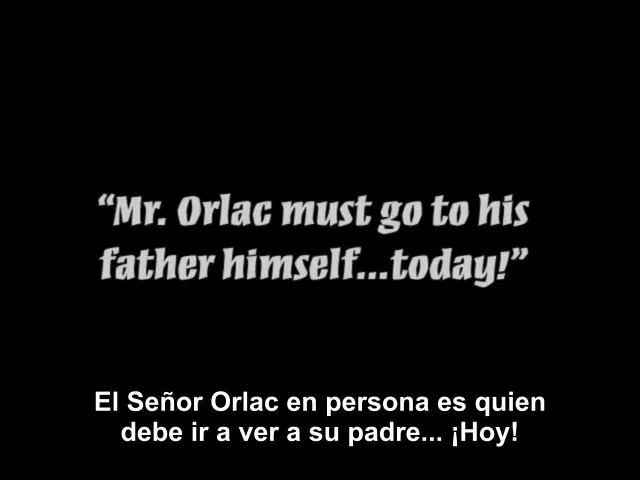 “Mr. Orlac must go to his
father himself...today!”
El Señor Orlac en persona es quien
debe ir a ver a su padre... ¡Hoy!